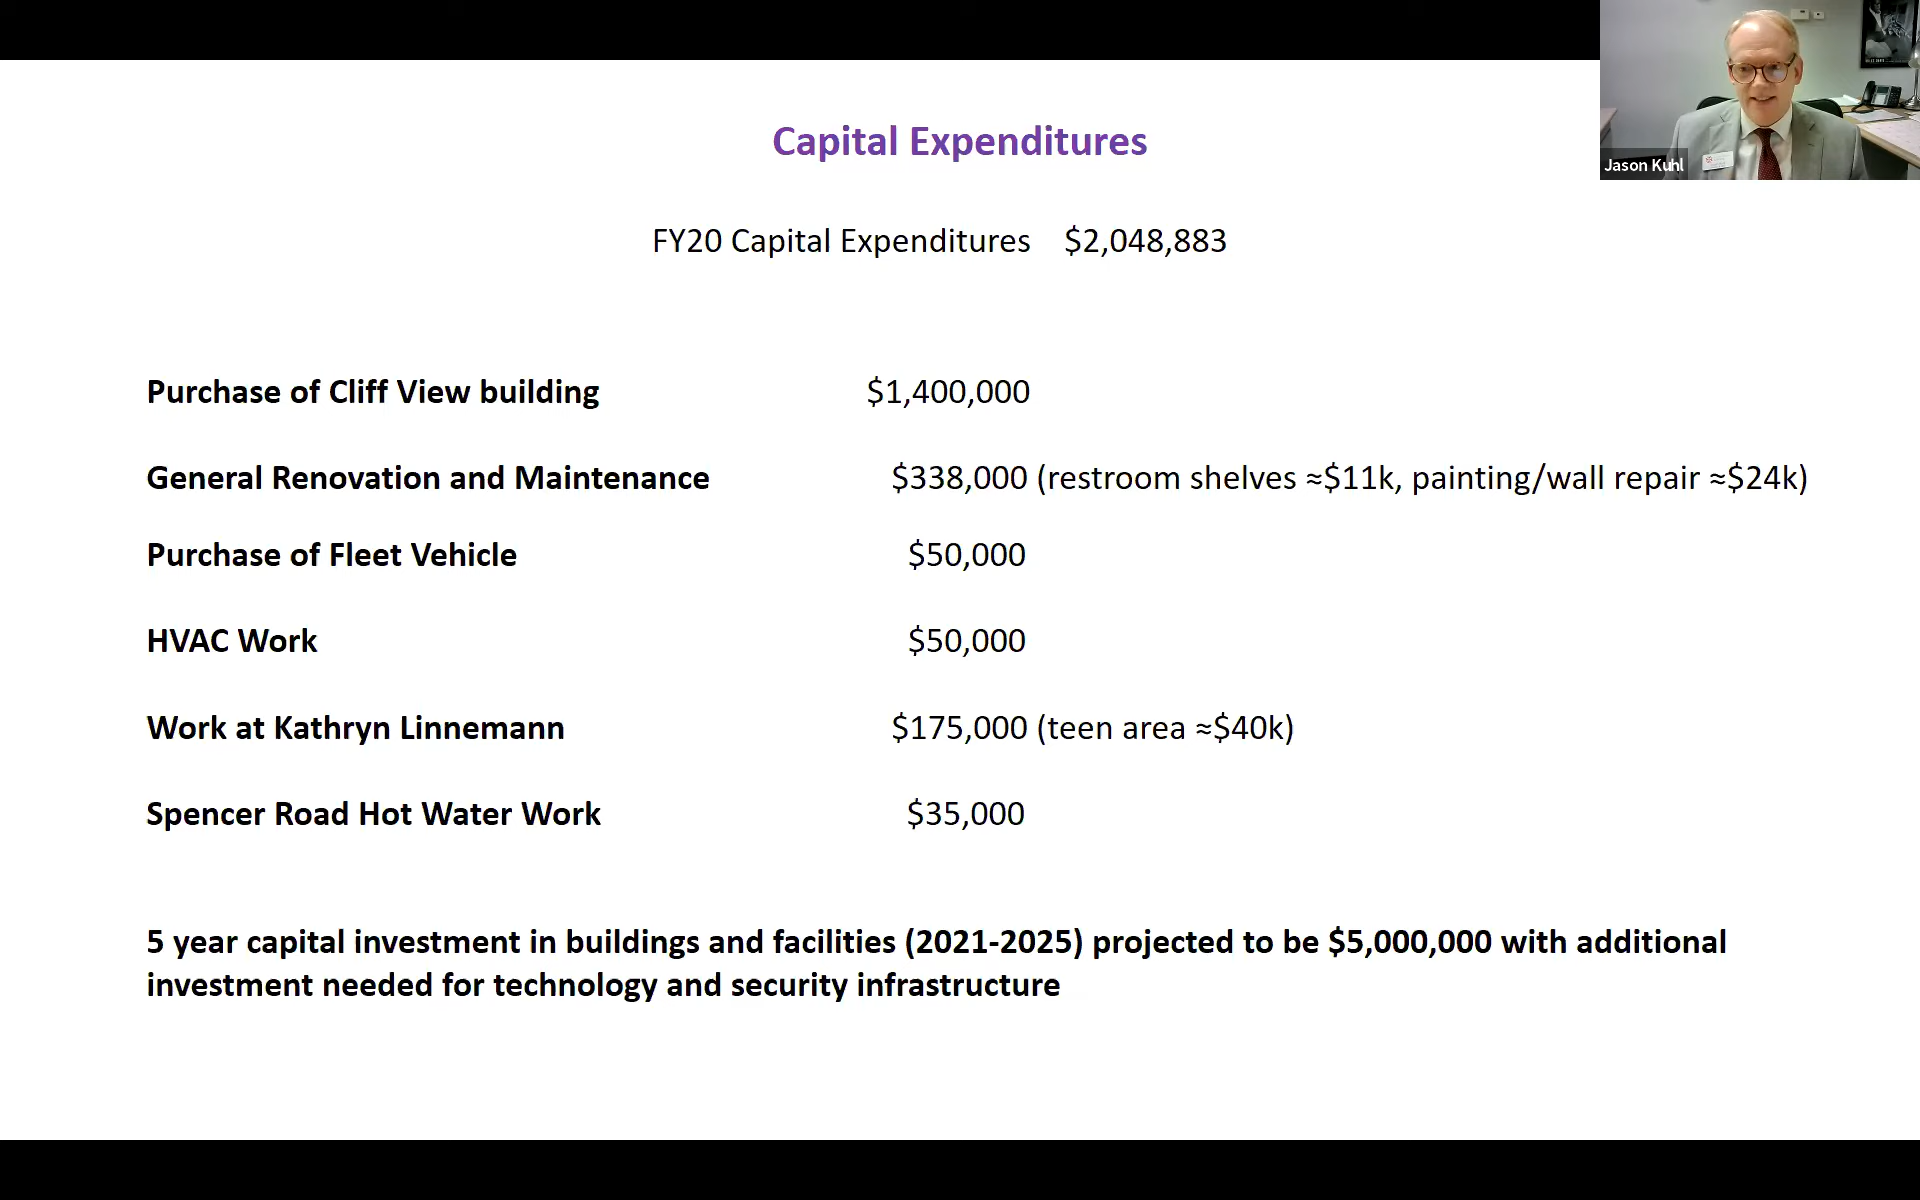 Jason Kuhl
Capital Expenditures
FY20 Capital Expenditures $2,048,883
Purchase of Cliff View building $1,400,000
General Renovation and Maintenance $338,000 (restroom shelves ≈$11k, painting/wall repair ≈$24k)
Purchase of Fleet Vehicle $50,000
HVAC Work $50,000
Work at Kathryn Linnemann $175,000 (teen area ≈$40k)
Spencer Road Hot Water Work $35,000
5 year capital investment in buildings and facilities (2021-2025) projected to be $5,000,000 with additional
investment needed for technology and security infrastructure